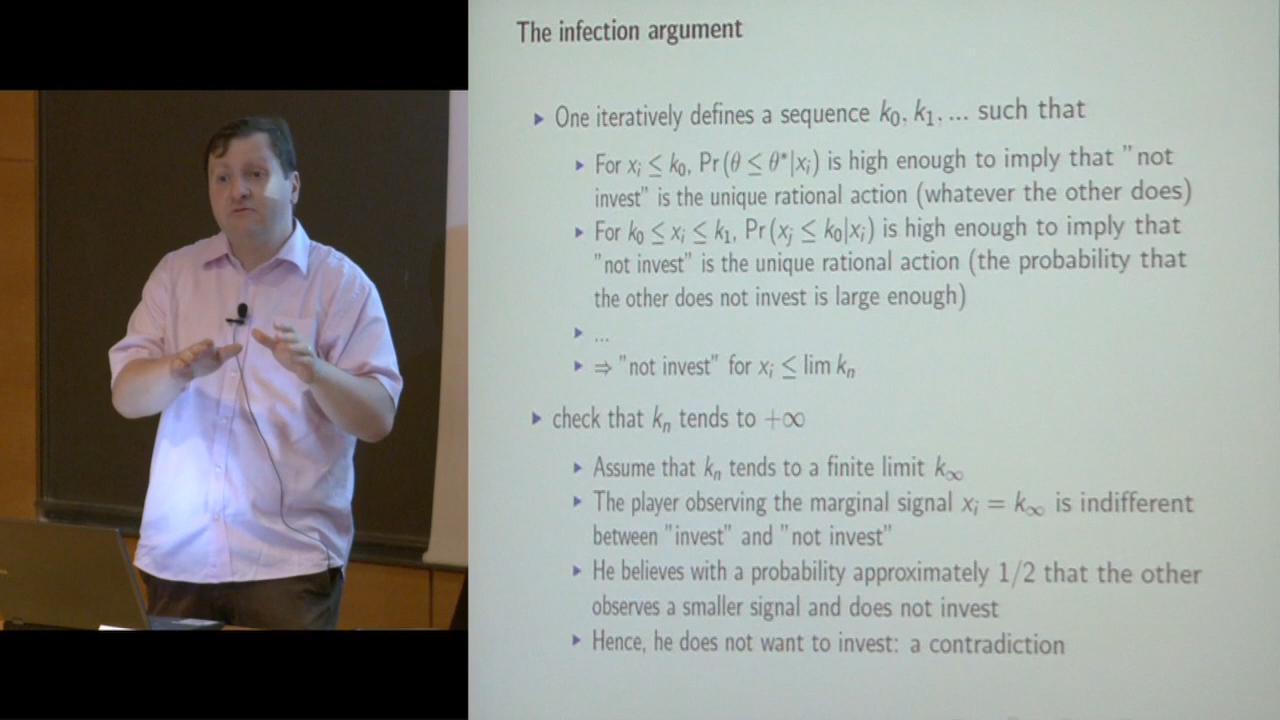 The infection argument
One iteratively defines a sequence k₀, k₁, ... such that
For xᵢ ≤ k₀, Pr(θ ≤ θ*|xᵢ) is high enough to imply that "not
invest" is the unique rational action (whatever the other does)
For k₀ ≤ xᵢ ≤ k₁, Pr(xⱼ ≤ k₀|xᵢ) is high enough to imply that
"not invest" is the unique rational action (the probability that
the other does not invest is large enough)
...
⇒ "not invest" for xᵢ ≤ lim kₙ
check that kₙ tends to +∞
Assume that kₙ tends to a finite limit k∞
The player observing the marginal signal xᵢ = k∞ is indifferent
between "invest" and "not invest"
He believes with a probability approximately 1/2 that the other
observes a smaller signal and does not invest
Hence, he does not want to invest: a contradiction